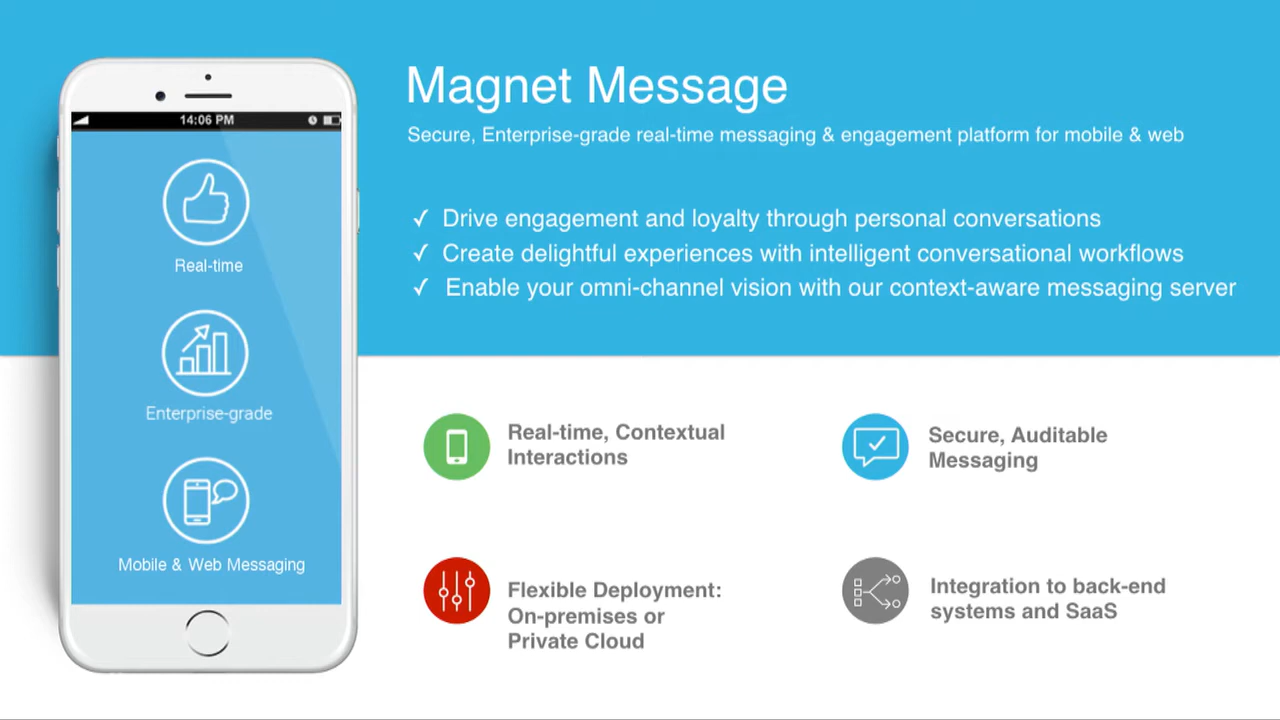 Magnet Message
Secure, Enterprise-grade real-time messaging & engagement platform for mobile & web
✓ Drive engagement and loyalty through personal conversations
✓ Create delightful experiences with intelligent conversational workflows
✓ Enable your omni-channel vision with our context-aware messaging server
14:06 PM
Real-time
Enterprise-grade
Mobile & Web Messaging
Real-time, Contextual
Interactions
Secure, Auditable
Messaging
Flexible Deployment:
On-premises or
Private Cloud
Integration to back-end
systems and SaaS